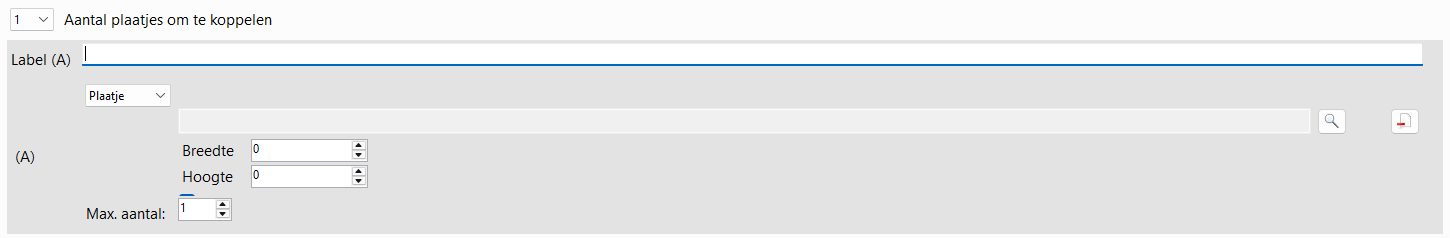 1 Aantal plaatjes om te koppelen
Label (A)
Plaatje
(A)
Breedte 0
Hoogte 0
Max. aantal: 1